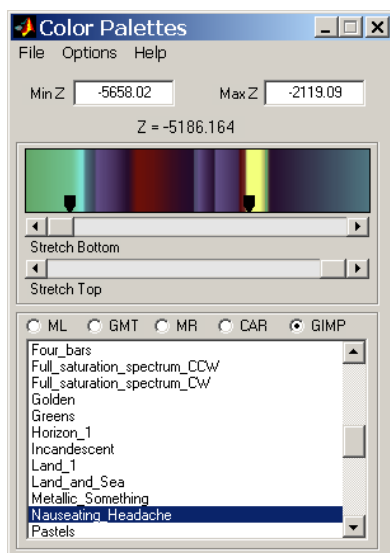 Color Palettes
File Options Help
Min Z -5658.02 Max Z -2119.09
Z = -5186.164
Stretch Bottom
Stretch Top
ML GMT MR CAR GIMP
Four_bars
Full_saturation_spectrum_CCW
Full_saturation_spectrum_CW
Golden
Greens
Horizon_1
Incandescent
Land_1
Land_and_Sea
Metallic_Something
Nauseating_Headache
Pastels